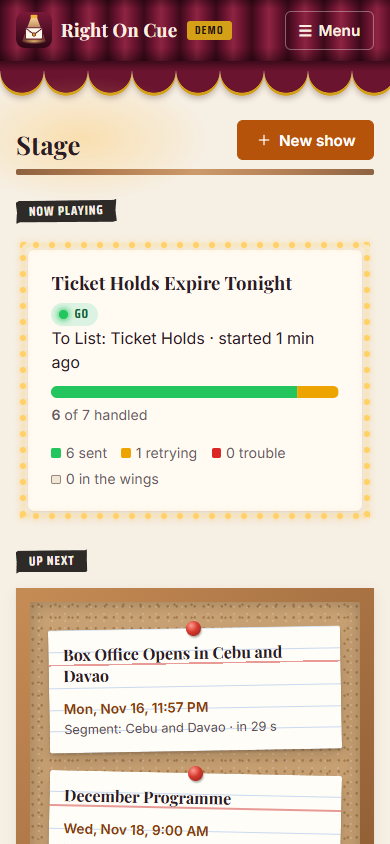 Right On Cue DEMO Menu
Stage
New show
NOW PLAYING
Ticket Holds Expire Tonight
GO
To List: Ticket Holds · started 1 min
ago
6 of 7 handled
6 sent 1 retrying 0 trouble
0 in the wings
UP NEXT
Box Office Opens in Cebu and
Davao
Mon, Nov 16, 11:57 PM
Segment: Cebu and Davao · in 29 s
December Programme
Wed, Nov 18, 9:00 AM